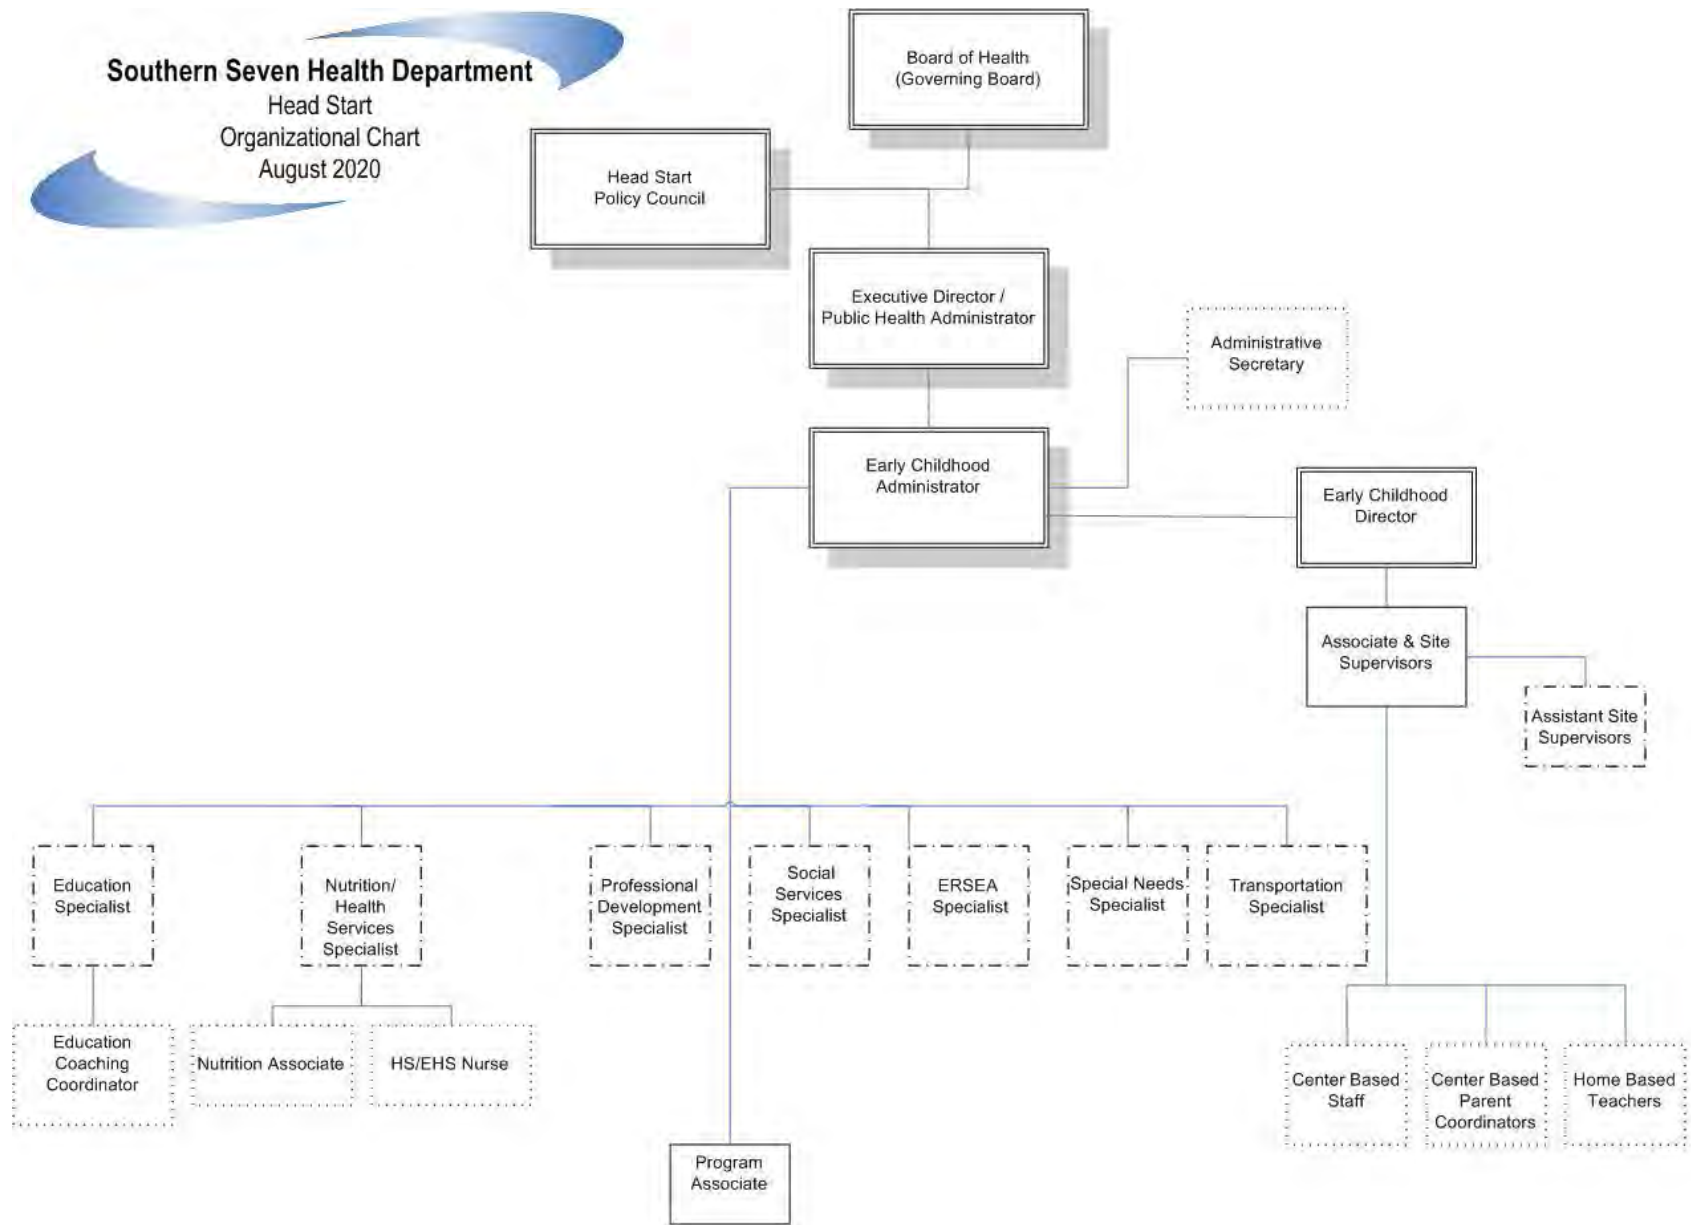 Southern Seven Health Department
Head Start
Organizational Chart
August 2020
Board of Health
(Governing Board)
Head Start
Policy Council
Executive Director /
Public Health Administrator
Administrative
Secretary
Early Childhood
Administrator
Early Childhood
Director
Associate & Site
Supervisors
Assistant Site
Supervisors
Education
Specialist
Nutrition/
Health
Services
Specialist
Professional
Development
Specialist
Social
Services
Specialist
ERSEA
Specialist
Special Needs
Specialist
Transportation
Specialist
Education
Coaching
Coordinator
Nutrition Associate
HS/EHS Nurse
Center Based
Staff
Center Based
Parent
Coordinators
Home Based
Teachers
Program
Associate